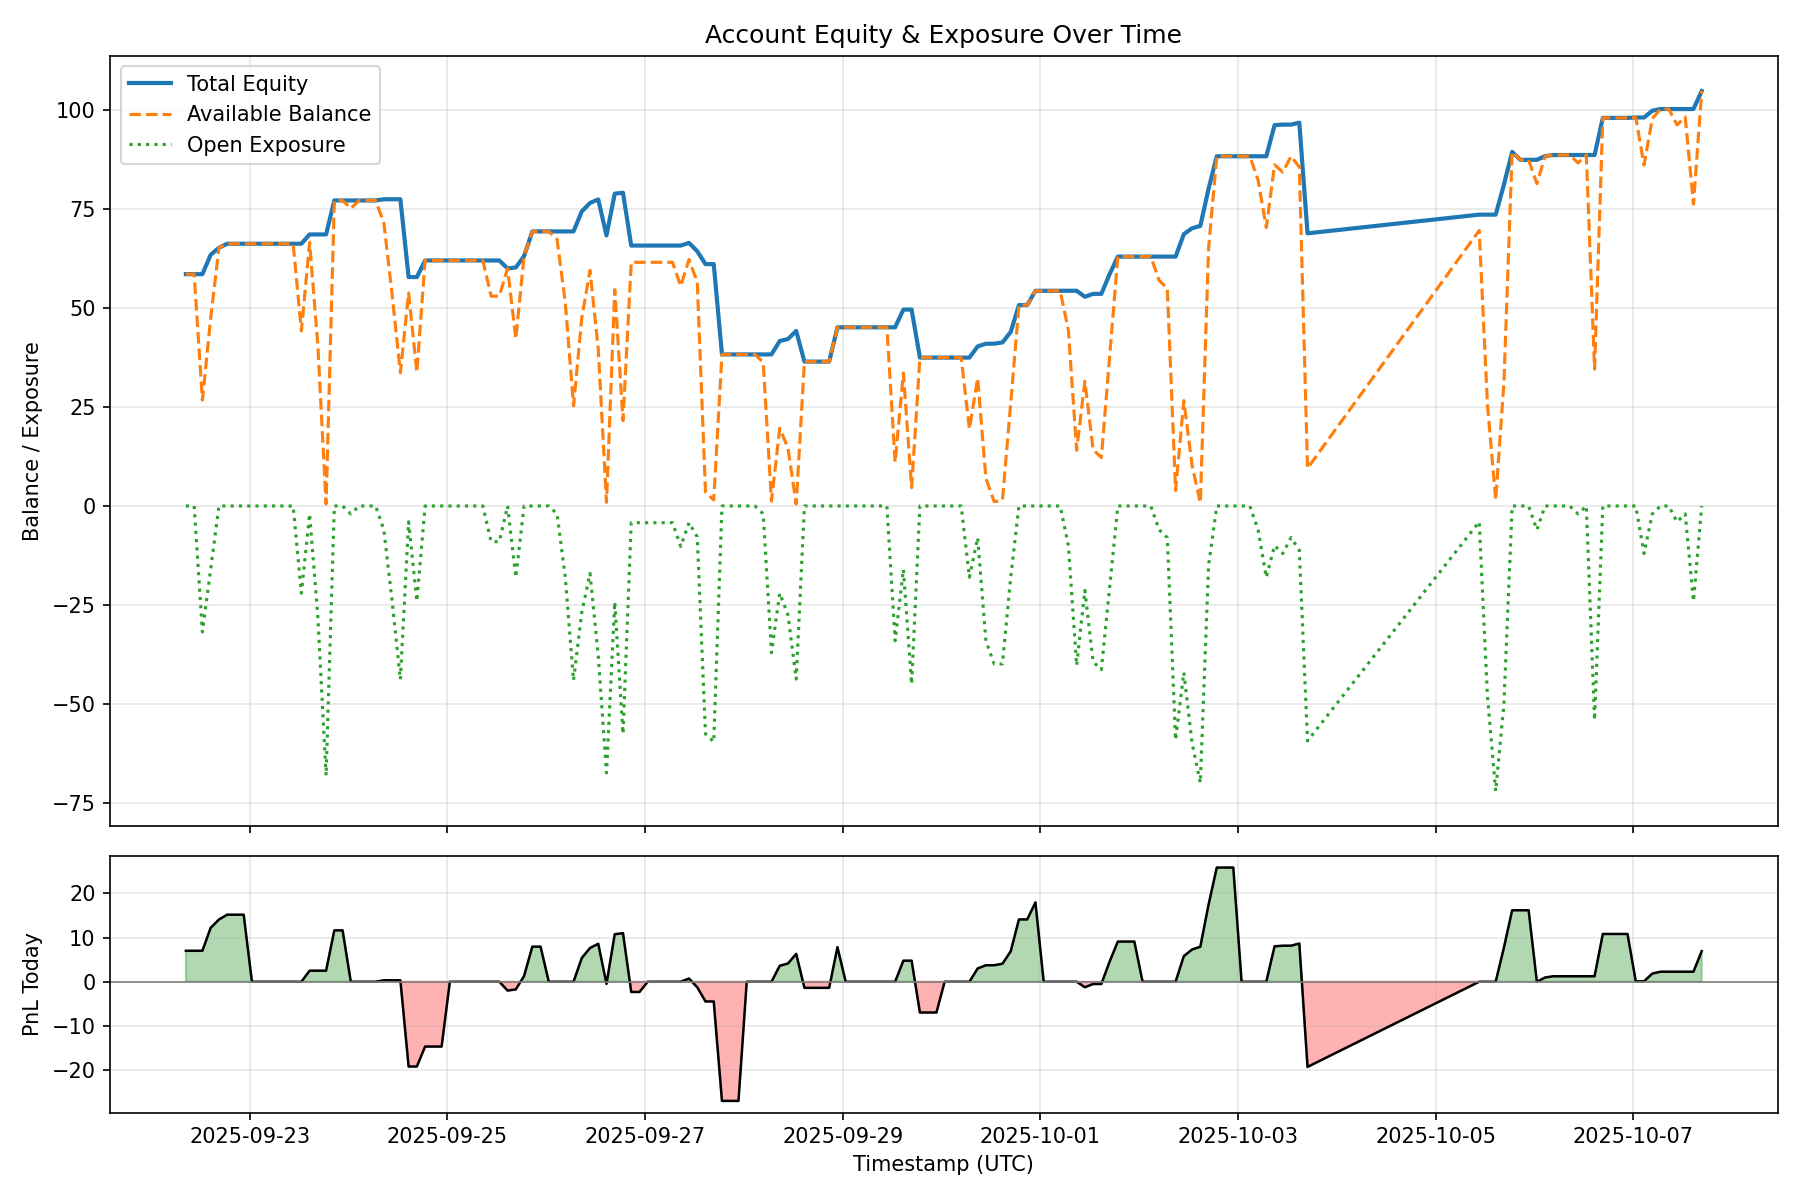 Account Equity & Exposure Over Time
Total Equity
Available Balance
Open Exposure
Balance / Exposure
100
75
50
25
0
−25
−50
−75
PnL Today
20
10
0
−10
−20
2025-09-23 2025-09-25 2025-09-27 2025-09-29 2025-10-01 2025-10-03 2025-10-05 2025-10-07
Timestamp (UTC)